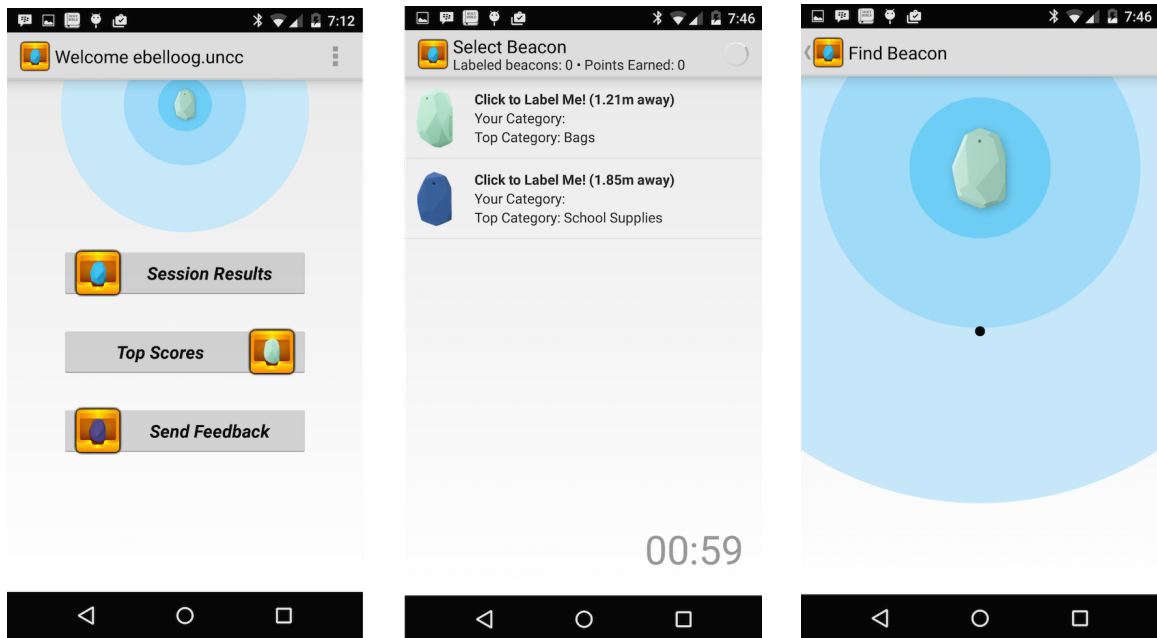 7:12
Welcome ebelloog.uncc
Session Results
Top Scores
Send Feedback
7:46
Select Beacon
Labeled beacons: 0 • Points Earned: 0
Click to Label Me! (1.21m away)
Your Category:
Top Category: Bags
Click to Label Me! (1.85m away)
Your Category:
Top Category: School Supplies
00:59
7:46
Find Beacon